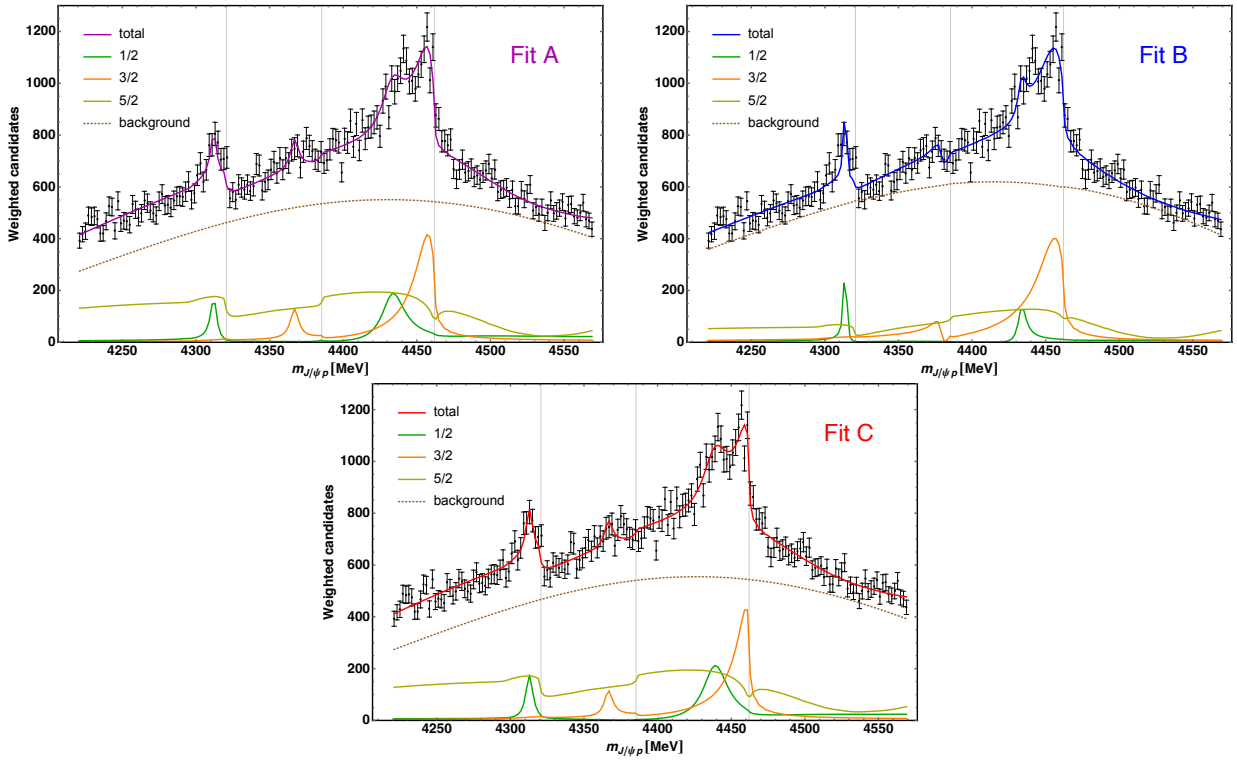 1200
1000
800
600
400
200
0
Weighted candidates
total
1/2
3/2
5/2
background
Fit A
4250 4300 4350 4400 4450 4500 4550
m_{J/ψ p} [MeV]
1200
1000
800
600
400
200
0
Weighted candidates
total
1/2
3/2
5/2
background
Fit B
4250 4300 4350 4400 4450 4500 4550
m_{J/ψ p} [MeV]
1200
1000
800
600
400
200
0
Weighted candidates
total
1/2
3/2
5/2
background
Fit C
4250 4300 4350 4400 4450 4500 4550
m_{J/ψ p} [MeV]